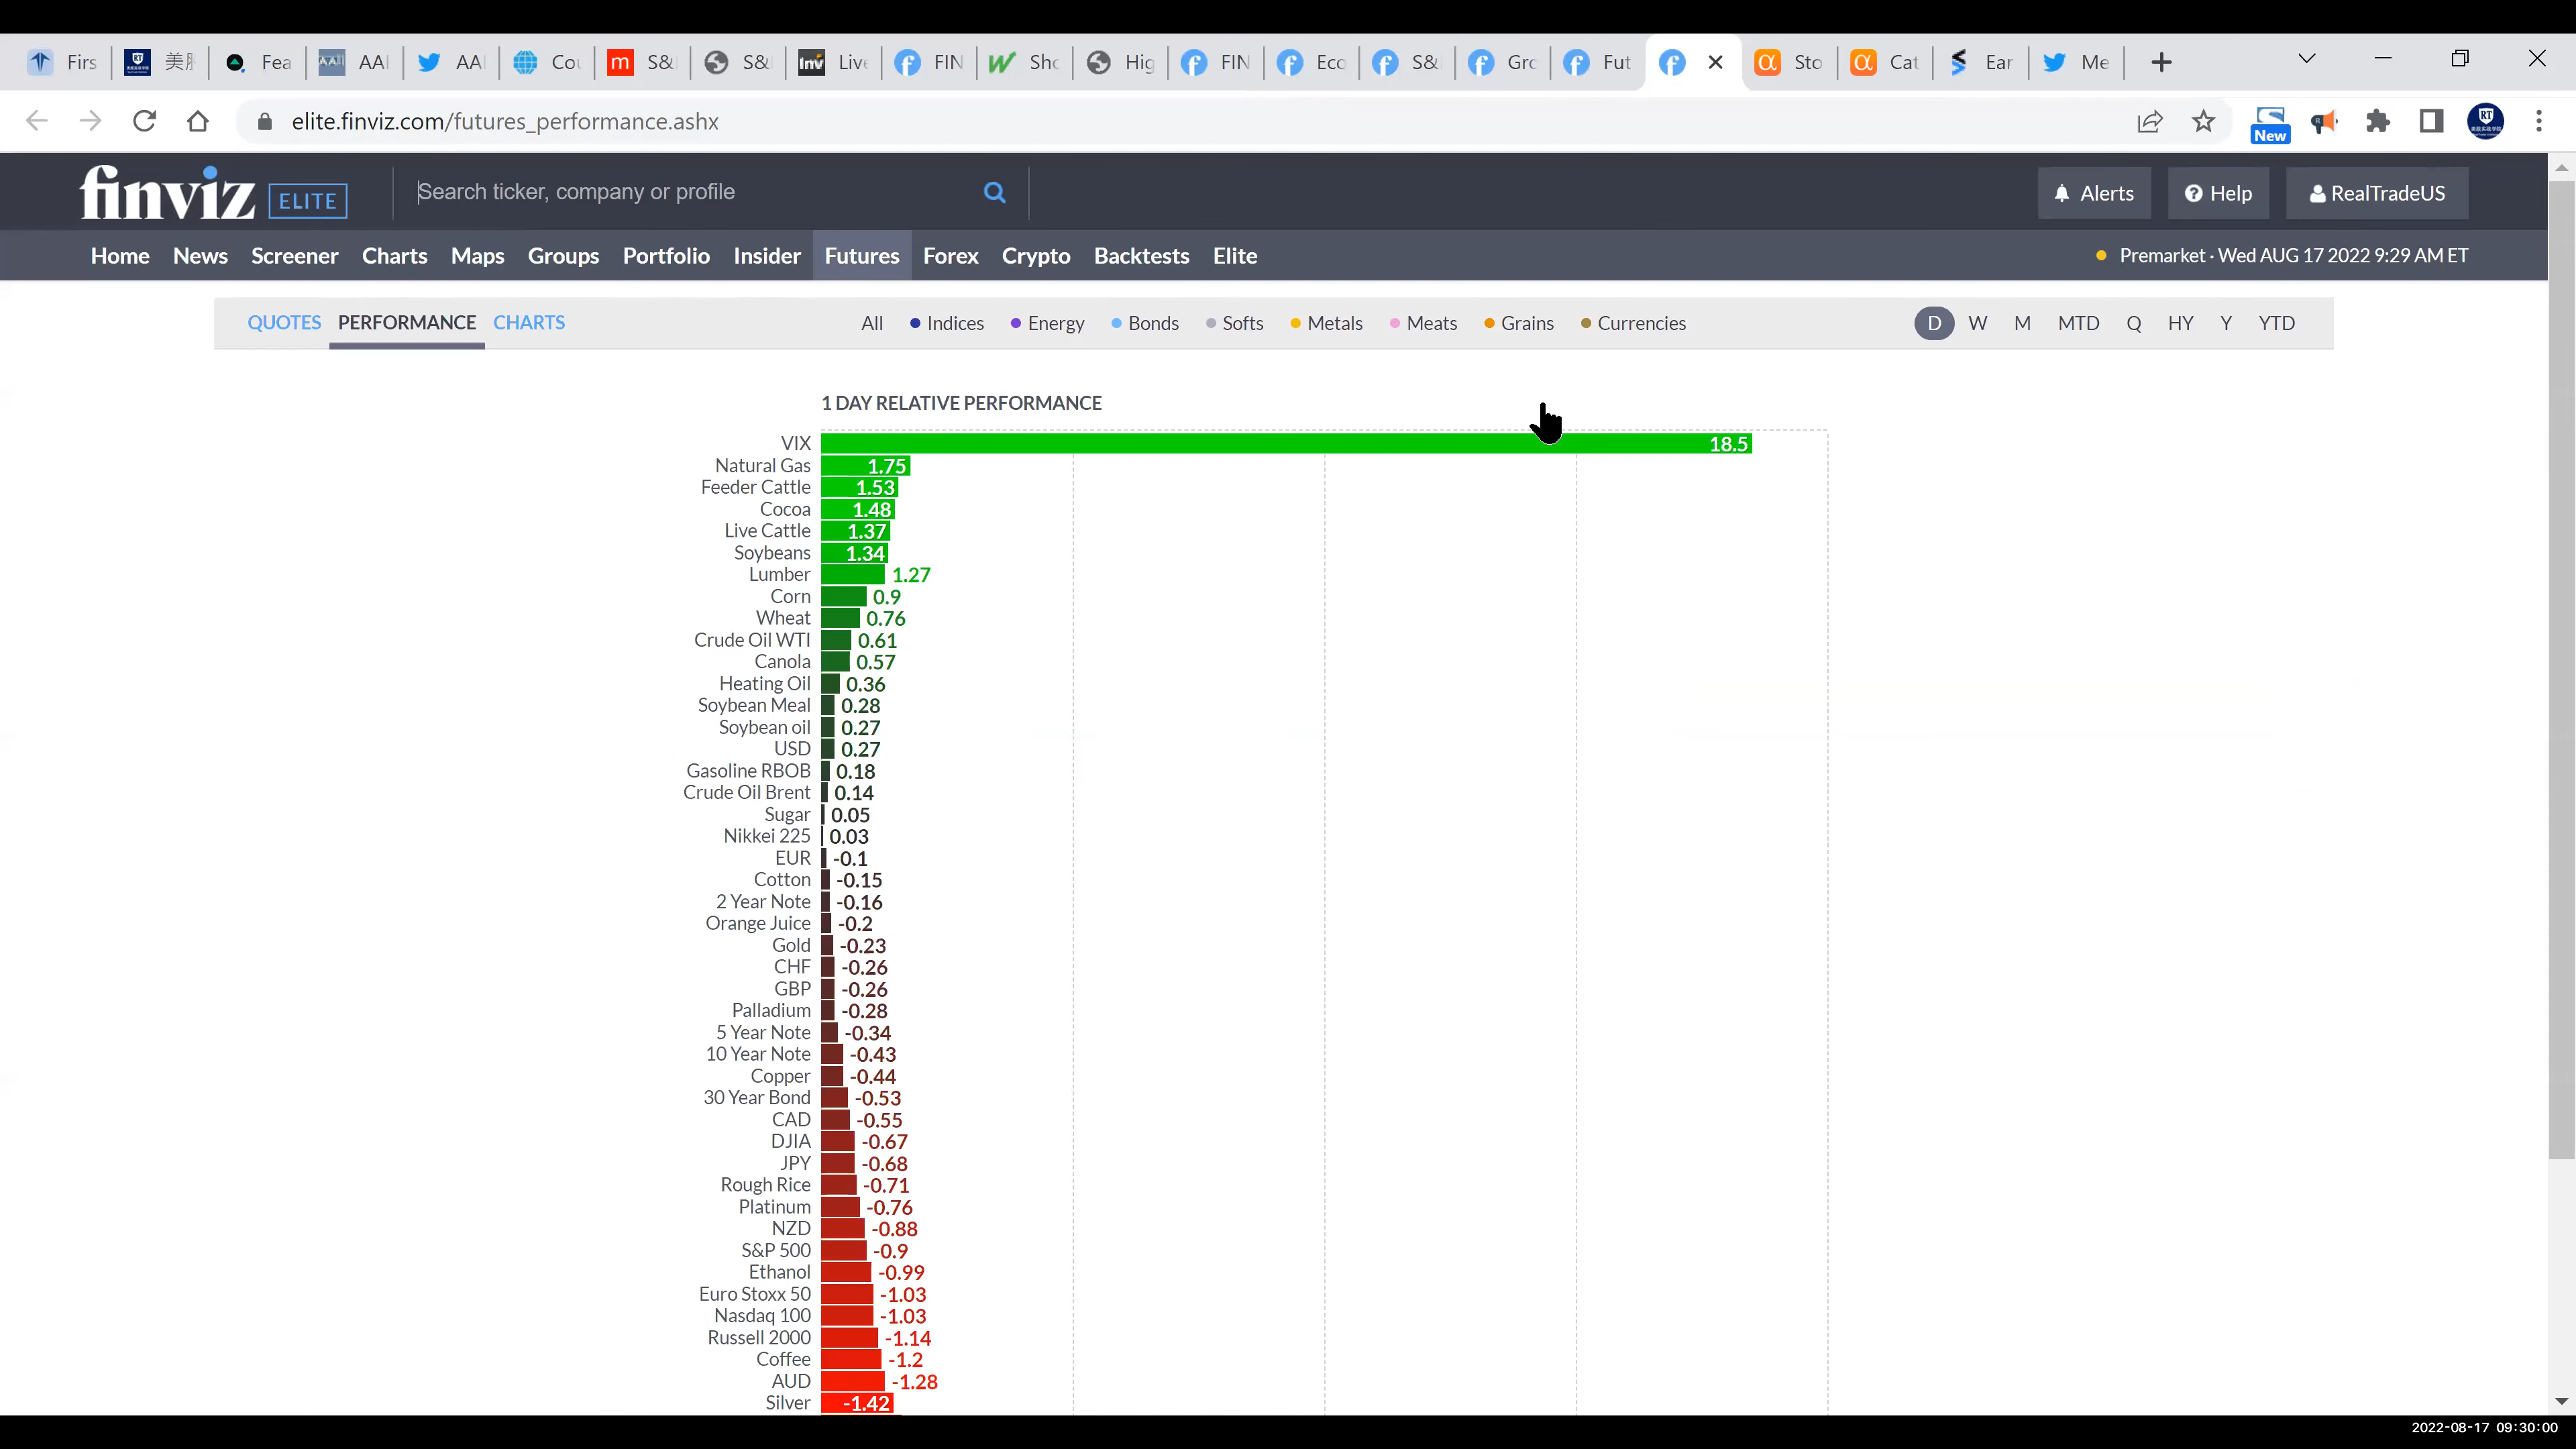 Firs 美 Fea AAI AAI Cou S& S& Live FIN Sho Hig FIN Eco S& Gro Fut Sto Cat Ear Me
elite.finviz.com/futures_performance.ashx
New
finviz ELITE
Search ticker, company or profile
Alerts Help RealTradeUS
Home News Screener Charts Maps Groups Portfolio Insider Futures Forex Crypto Backtests Elite
Premarket · Wed AUG 17 2022 9:29 AM ET
QUOTES PERFORMANCE CHARTS
All Indices Energy Bonds Softs Metals Meats Grains Currencies
D W M MTD Q HY Y YTD
1 DAY RELATIVE PERFORMANCE
VIX 18.5
Natural Gas 1.75
Feeder Cattle 1.53
Cocoa 1.48
Live Cattle 1.37
Soybeans 1.34
Lumber 1.27
Corn 0.9
Wheat 0.76
Crude Oil WTI 0.61
Canola 0.57
Heating Oil 0.36
Soybean Meal 0.28
Soybean oil 0.27
USD 0.27
Gasoline RBOB 0.18
Crude Oil Brent 0.14
Sugar 0.05
Nikkei 225 0.03
EUR -0.1
Cotton -0.15
2 Year Note -0.16
Orange Juice -0.2
Gold -0.23
CHF -0.26
GBP -0.26
Palladium -0.28
5 Year Note -0.34
10 Year Note -0.43
Copper -0.44
30 Year Bond -0.53
CAD -0.55
DJIA -0.67
JPY -0.68
Rough Rice -0.71
Platinum -0.76
NZD -0.88
S&P 500 -0.9
Ethanol -0.99
Euro Stoxx 50 -1.03
Nasdaq 100 -1.03
Russell 2000 -1.14
Coffee -1.2
AUD -1.28
Silver -1.42
2022-08-17 09:30:00